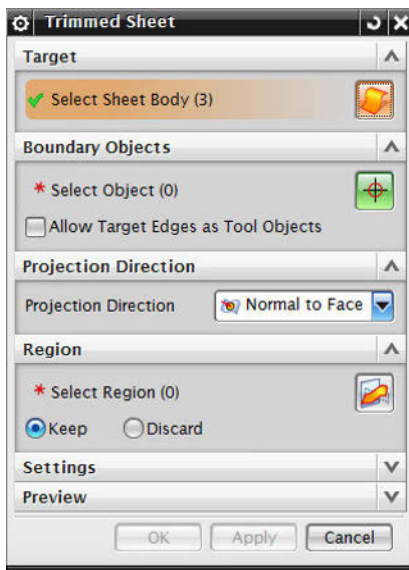 Trimmed Sheet
Target
Select Sheet Body (3)
Boundary Objects
* Select Object (0)
Allow Target Edges as Tool Objects
Projection Direction
Projection Direction Normal to Face
Region
* Select Region (0)
Keep Discard
Settings
Preview
OK Apply Cancel